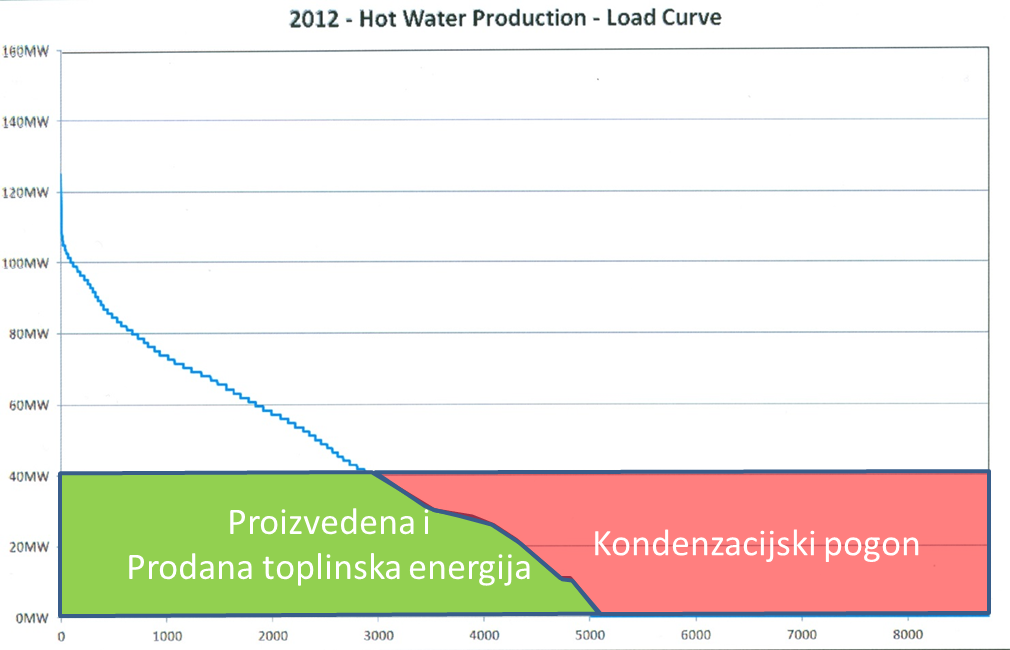 2012 - Hot Water Production - Load Curve
160MW
140MW
120MW
100MW
80MW
60MW
40MW
20MW
0MW
Proizvedena i
Prodana toplinska energija
Kondenzacijski pogon
0 1000 2000 3000 4000 5000 6000 7000 8000